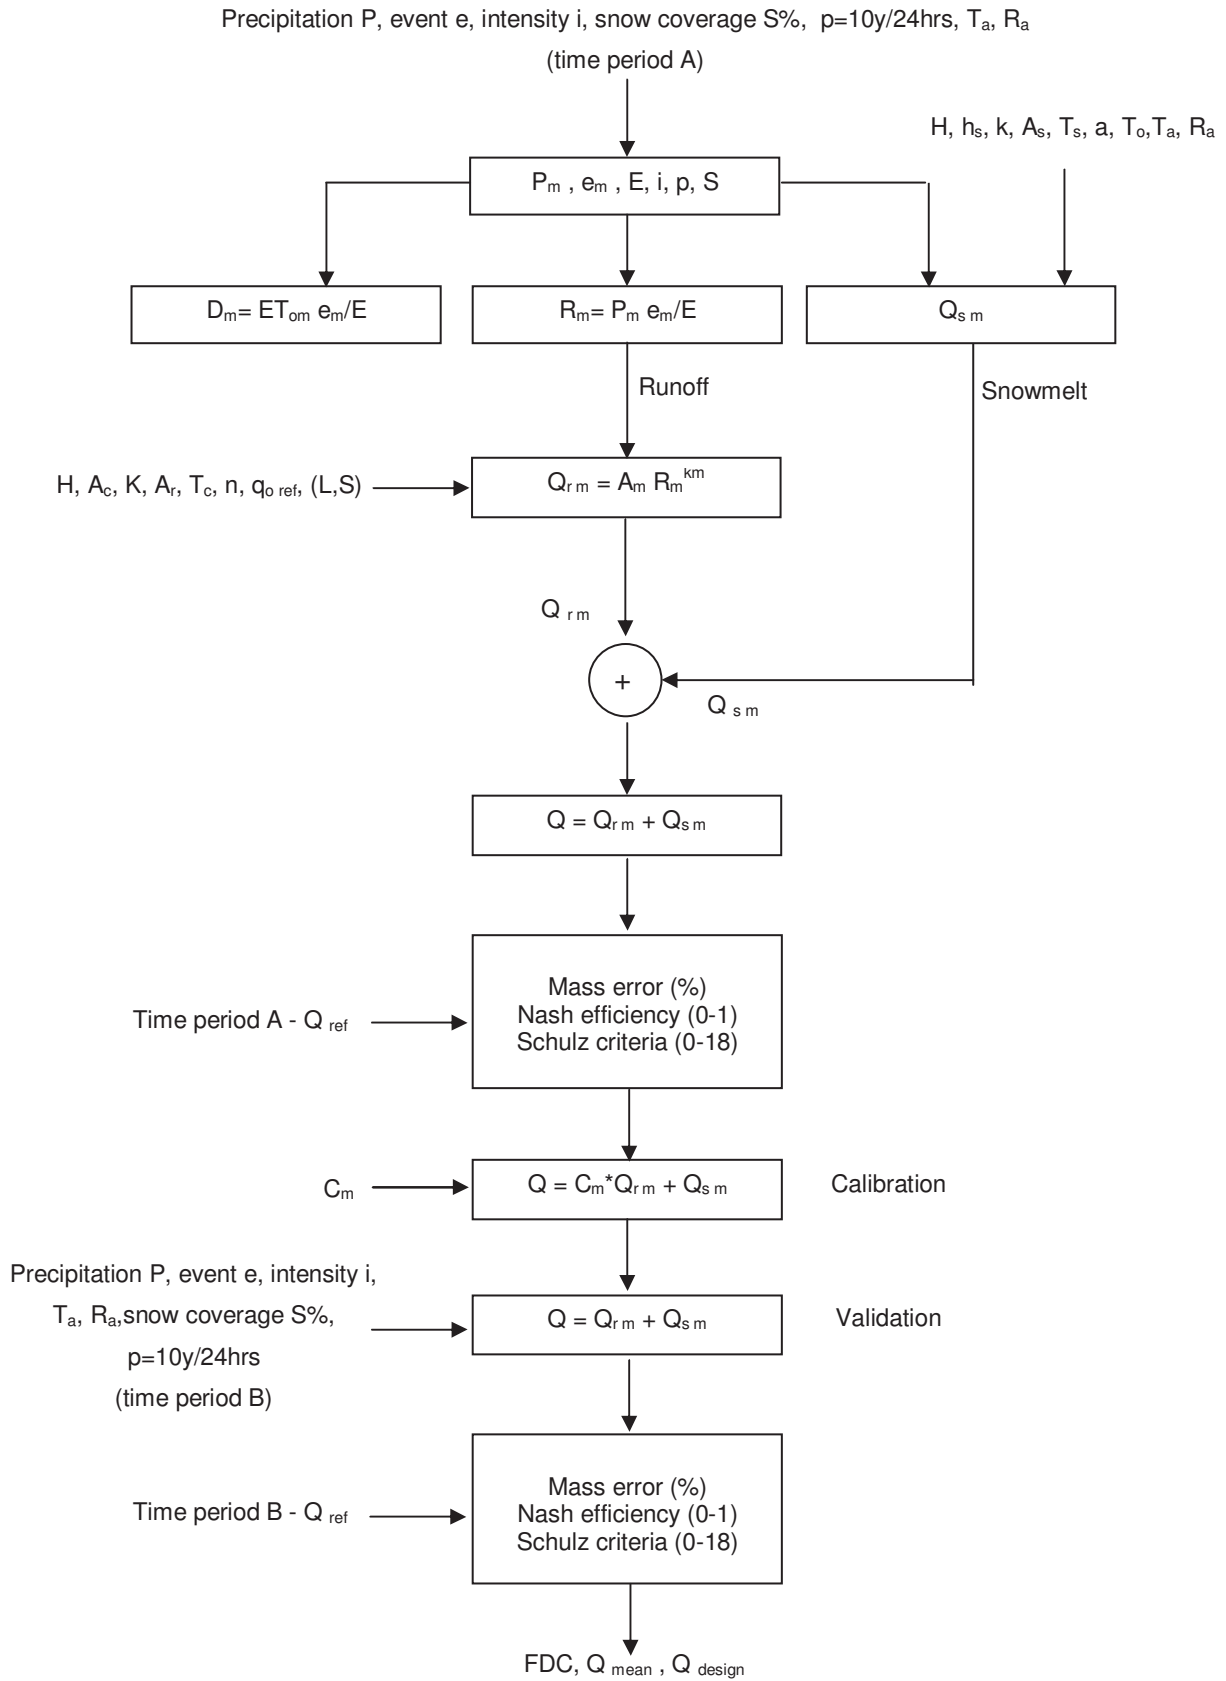 Precipitation P, event e, intensity i, snow coverage S%, p=10y/24hrs, Ta, Ra
(time period A)
H, hs, k, As, Ts, a, To,Ta, Ra
Pm , em , E, i, p, S
Dm= ETom em/E
Rm= Pm em/E
Qs m
Runoff
Snowmelt
H, Ac, K, Ar, Tc, n, qo ref, (L,S)
Qr m = Am Rm^km
Q r m
+
Q s m
Q = Qr m + Qs m
Mass error (%)
Nash efficiency (0-1)
Schulz criteria (0-18)
Time period A - Q ref
Cm
Q = Cm*Qr m + Qs m
Calibration
Precipitation P, event e, intensity i,
Ta, Ra,snow coverage S%,
p=10y/24hrs
(time period B)
Q = Qr m + Qs m
Validation
Time period B - Q ref
Mass error (%)
Nash efficiency (0-1)
Schulz criteria (0-18)
FDC, Q mean , Q design